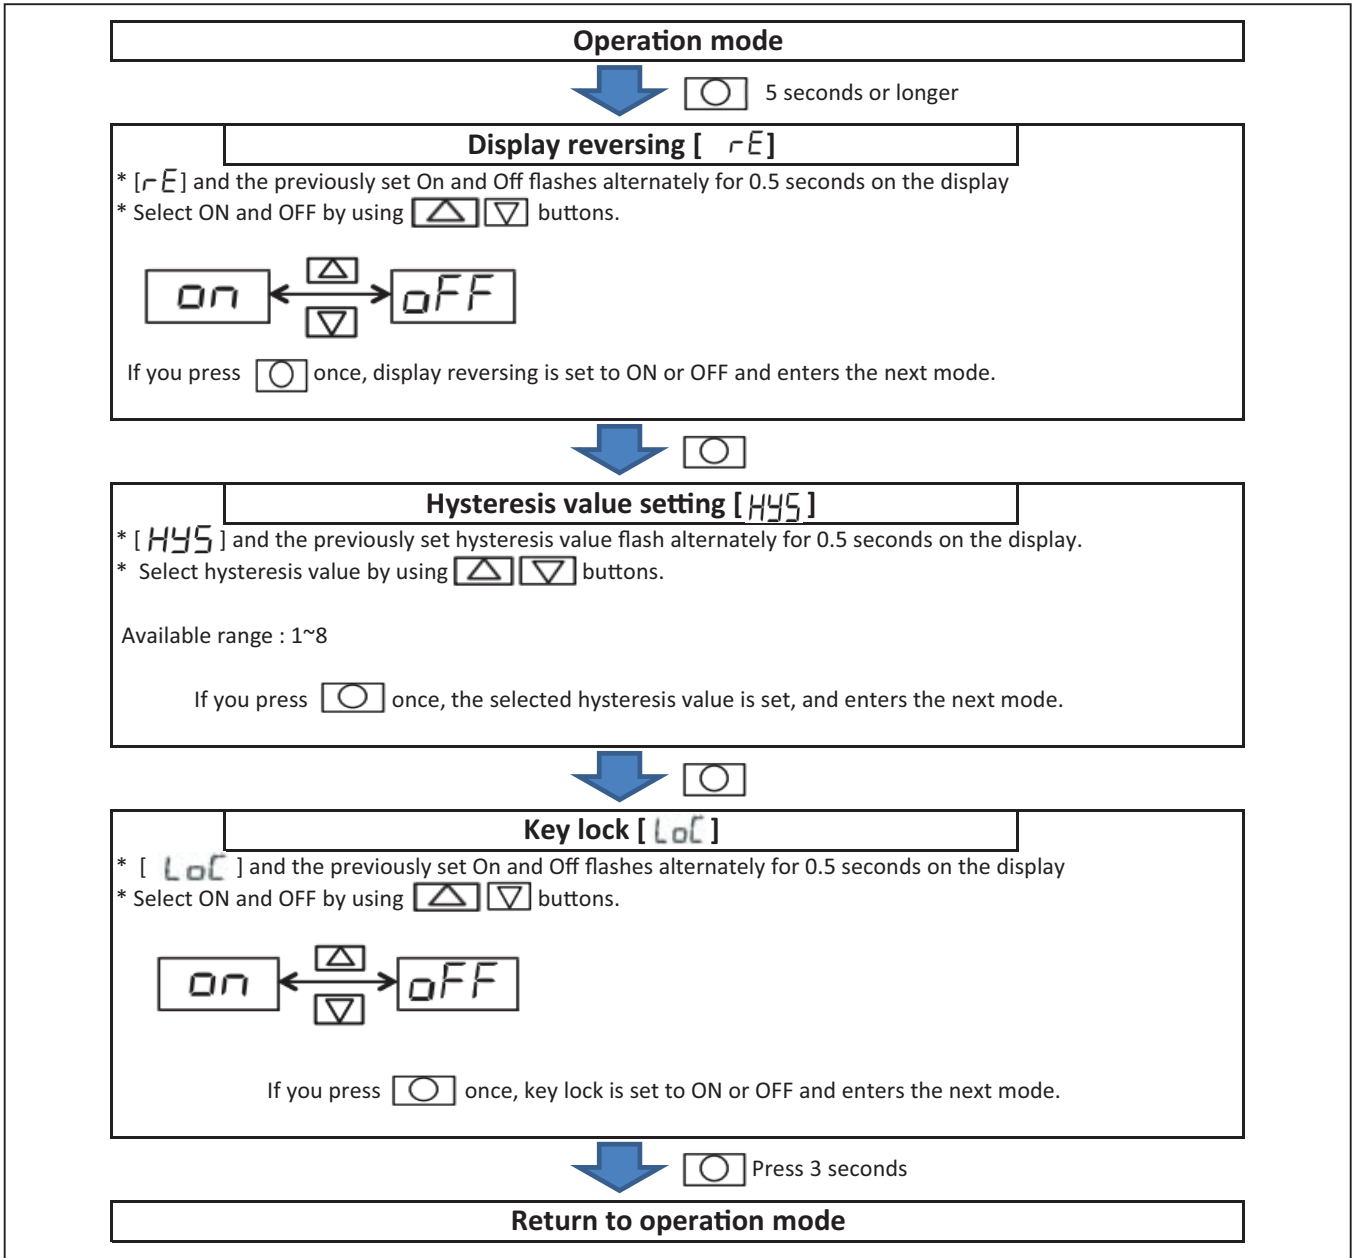 Operation mode
5 seconds or longer
Display reversing [ rE]
* [rE] and the previously set On and Off flashes alternately for 0.5 seconds on the display
* Select ON and OFF by using buttons.
on oFF
If you press once, display reversing is set to ON or OFF and enters the next mode.
Hysteresis value setting [HYS]
* [HYS] and the previously set hysteresis value flash alternately for 0.5 seconds on the display.
* Select hysteresis value by using buttons.
Available range : 1~8
If you press once, the selected hysteresis value is set, and enters the next mode.
Key lock [LoC]
* [ LoC ] and the previously set On and Off flashes alternately for 0.5 seconds on the display
* Select ON and OFF by using buttons.
on oFF
If you press once, key lock is set to ON or OFF and enters the next mode.
Press 3 seconds
Return to operation mode